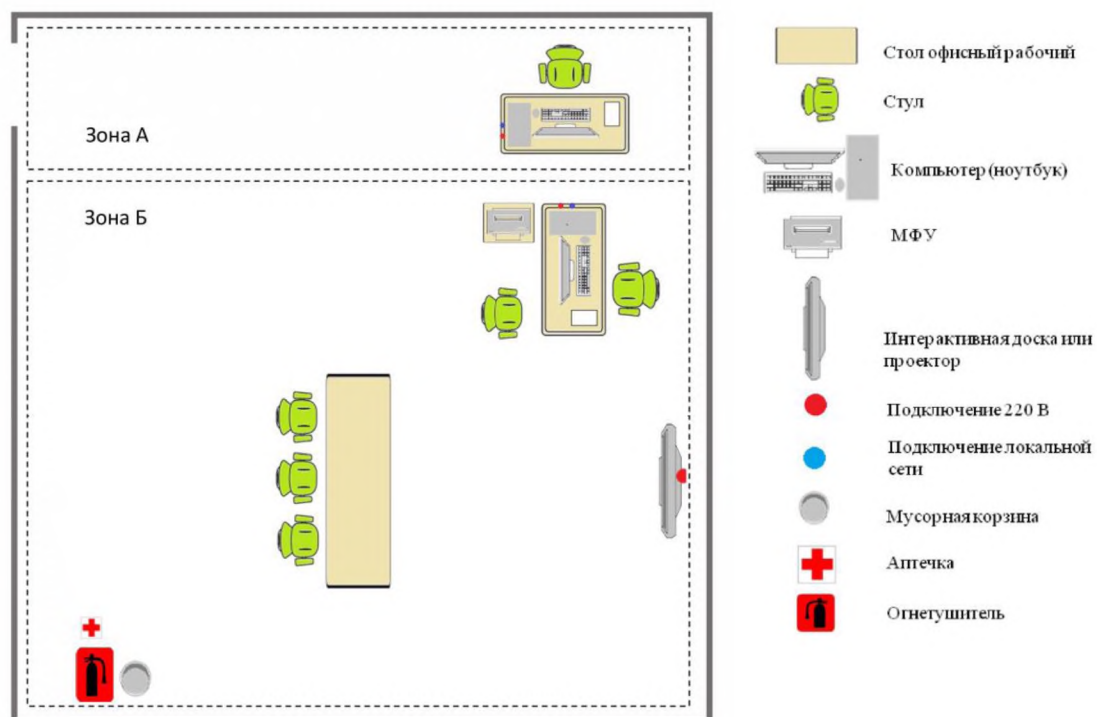 Зона А
Зона Б
Стол офисный рабочий
Стул
Компьютер (ноутбук)
МФУ
Интерактивная доска или
проектор
Подключение 220 В
Подключение локальной
сети
Мусорная корзина
Аптечка
Огнетушитель